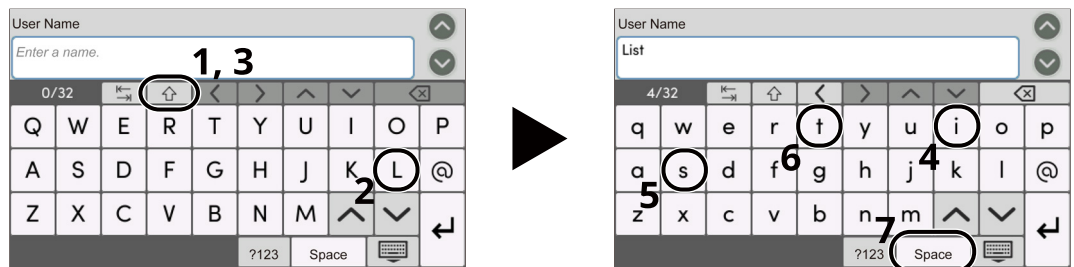 User Name
Enter a name.
1, 3
0/32
Q W E R T Y U I O P
A S D F G H J K L @
2
Z X C V B N M
?123 Space
User Name
List
4/32
q w e r t y u i o p
6 4
a s d f g h j k l @
5
z x c v b n m
7
?123 Space